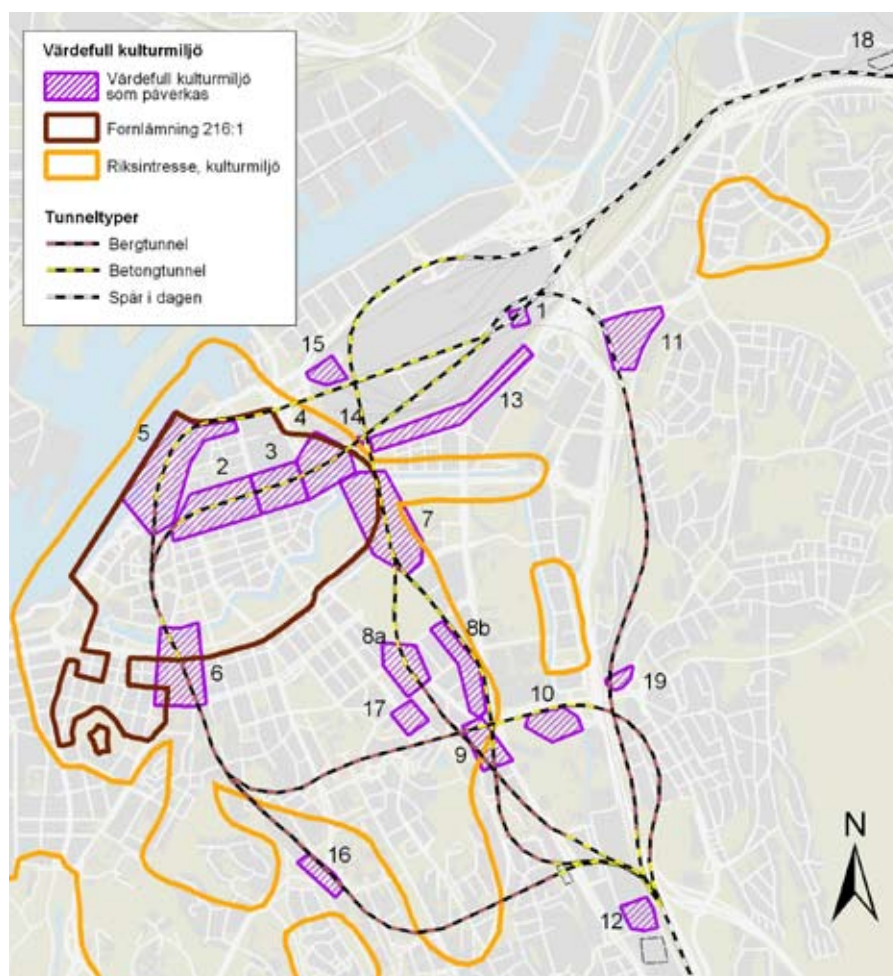 Värdefull kulturmiljö
Värdefull kulturmiljö
som påverkas
Fornlämning 216:1
Riksintresse, kulturmiljö
Tunneltyper
Bergtunnel
Betongtunnel
Spår i dagen
18
1
11
15
13
14
4
5
3
2
7
8b
8a
6
19
10
17
9
16
12
N